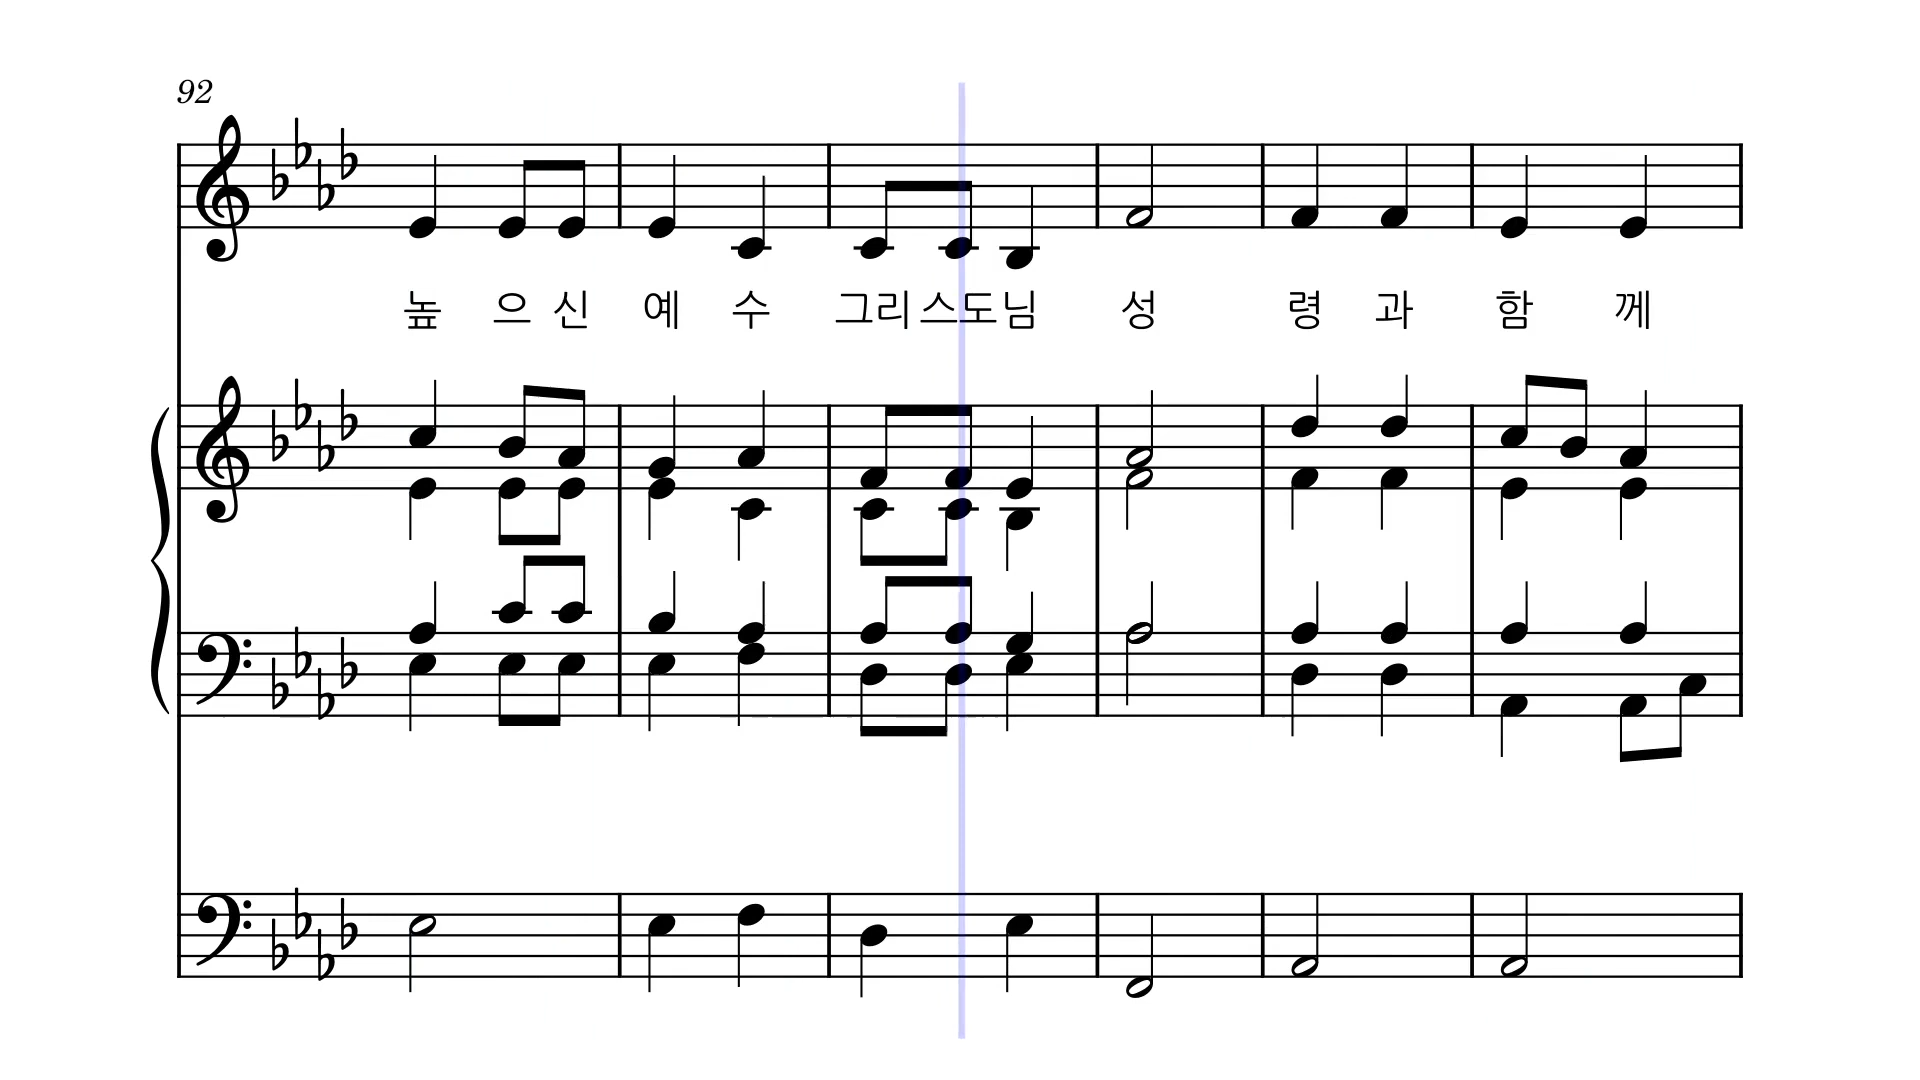 92
높 으 신 예 수 그리 스도 님 성 령 과 함 께